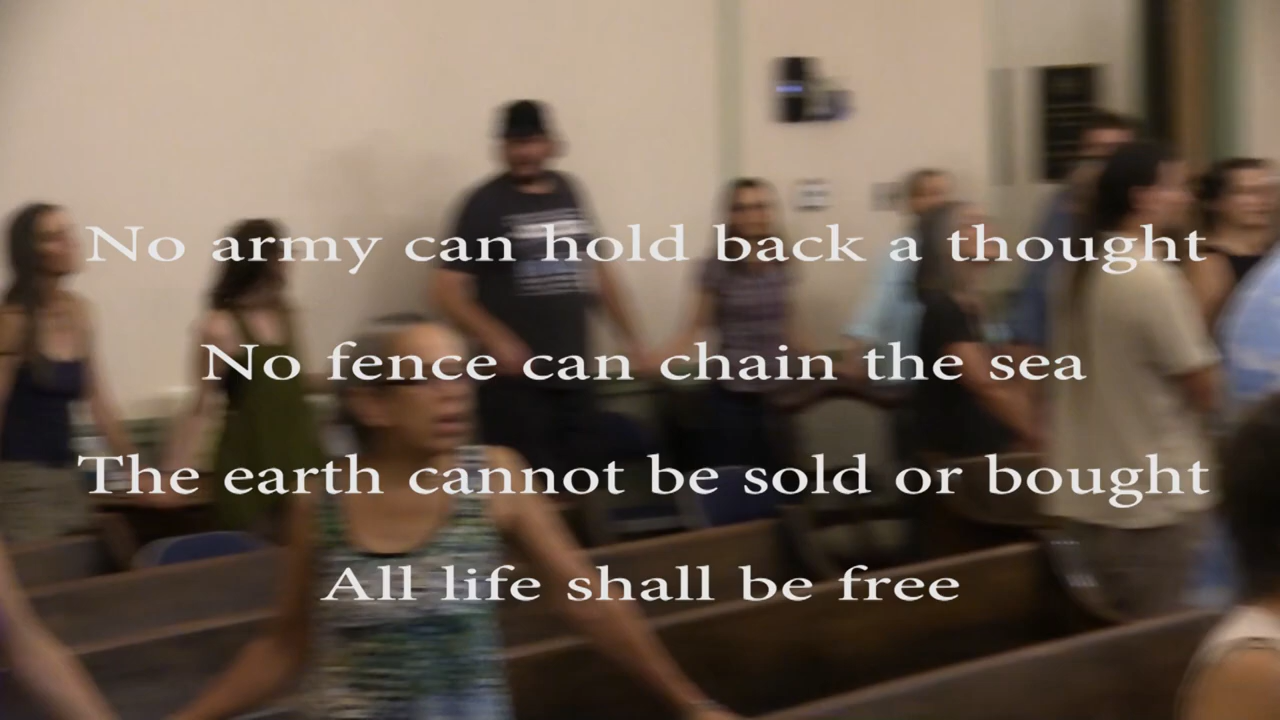 No army can hold back a thought
No fence can chain the sea
The earth cannot be sold or bought
All life shall be free